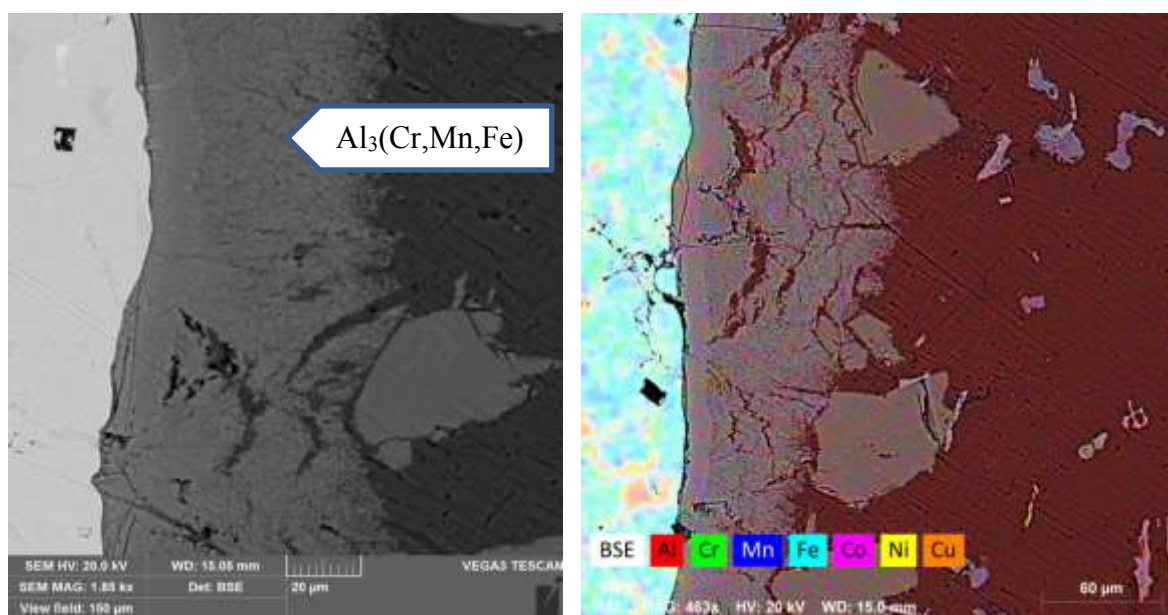 Al₃(Cr,Mn,Fe)
SEM HV: 20.0 kV WD: 15.05 mm VEGA3 TESCAN
SEM MAG: 1.88 kx Det: BSE 20 µm
View field: 150 µm
BSE Al Cr Mn Fe Co Ni Cu
60 µm
MAG: 463x HV: 20 kV WD: 15.0 mm